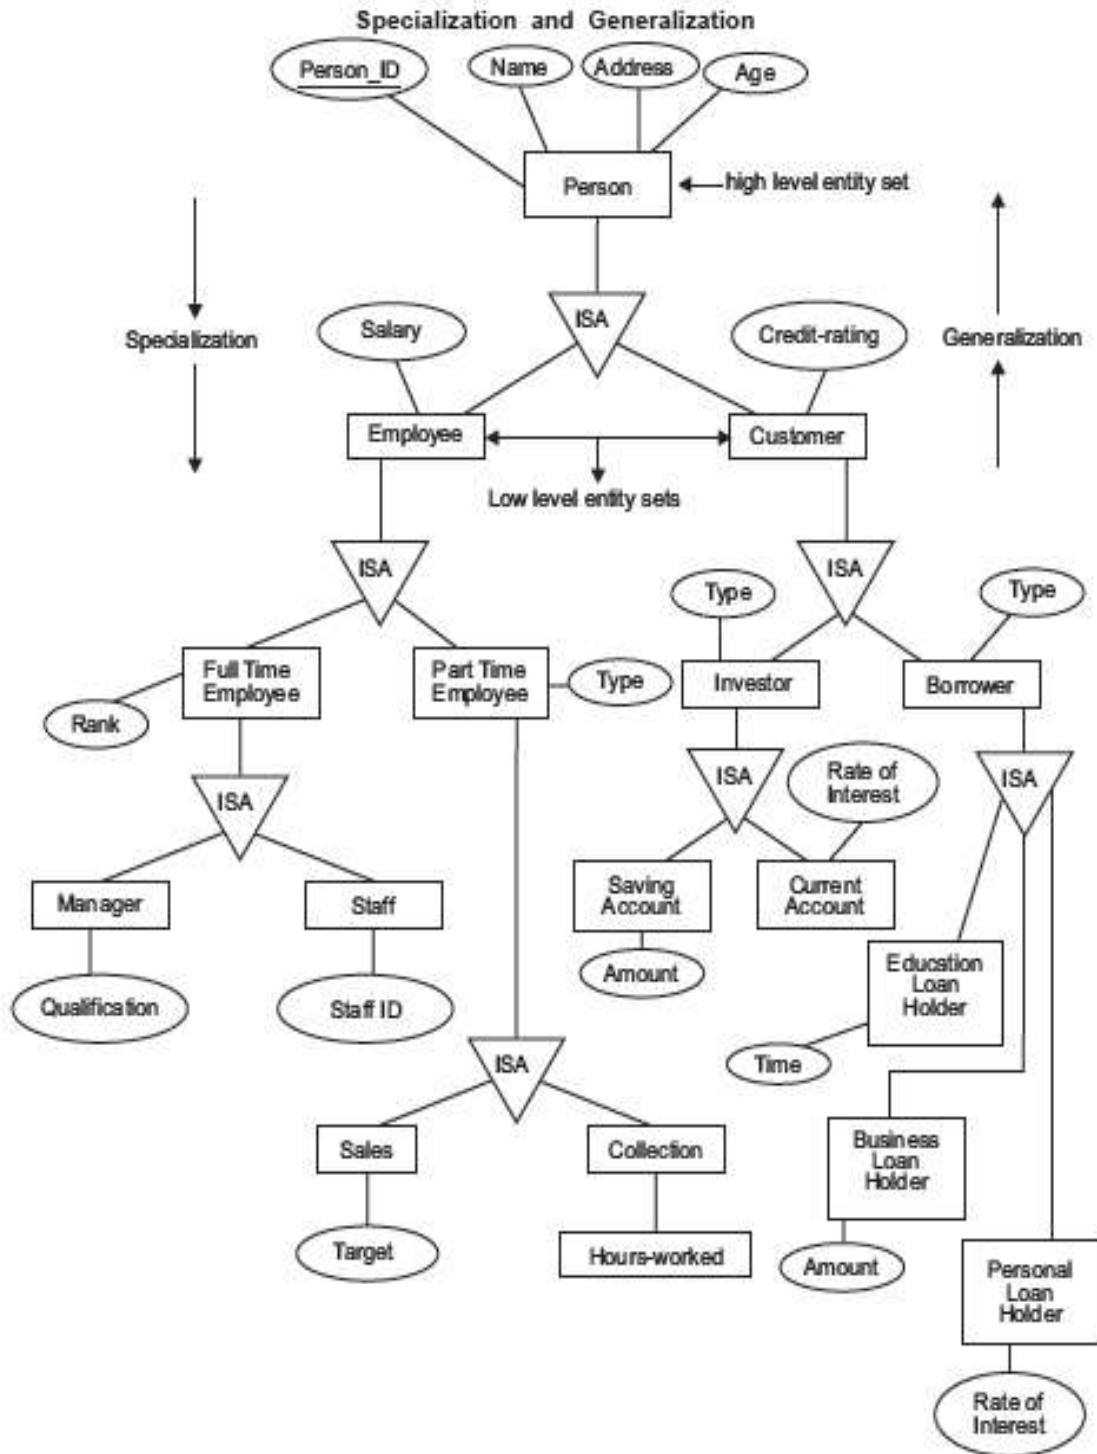 Specialization and Generalization
Person_ID
Name
Address
Age
Person
high level entity set
ISA
Salary
Credit-rating
Specialization
Generalization
Employee
Customer
Low level entity sets
ISA
ISA
Type
Type
Full Time
Employee
Part Time
Employee
Type
Investor
Borrower
Rank
ISA
ISA
Rate of
Interest
ISA
Manager
Staff
Saving
Account
Current
Account
Qualification
Staff ID
Amount
Education
Loan
Holder
Time
ISA
Sales
Collection
Business
Loan
Holder
Target
Hours-worked
Amount
Personal
Loan
Holder
Rate of
Interest